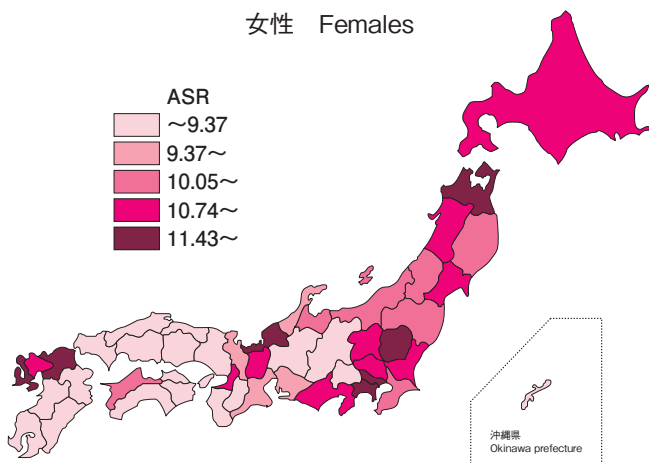 女性　Females
ASR
～9.37
9.37～
10.05～
10.74～
11.43～
沖縄県
Okinawa prefecture